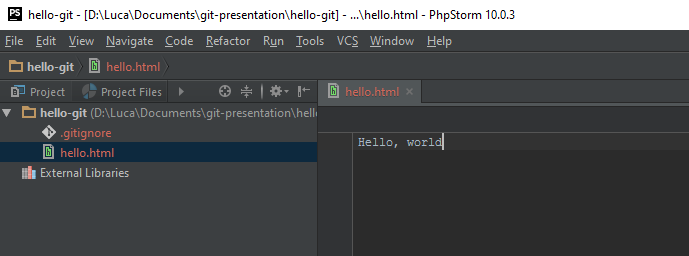 PS hello-git - [D:\Luca\Documents\git-presentation\hello-git] - ...\hello.html - PhpStorm 10.0.3
File Edit View Navigate Code Refactor Run Tools VCS Window Help
hello-git hello.html
Project Project Files
hello.html
hello-git (D:\Luca\Documents\git-presentation\hello
.gitignore
hello.html
External Libraries
Hello, world